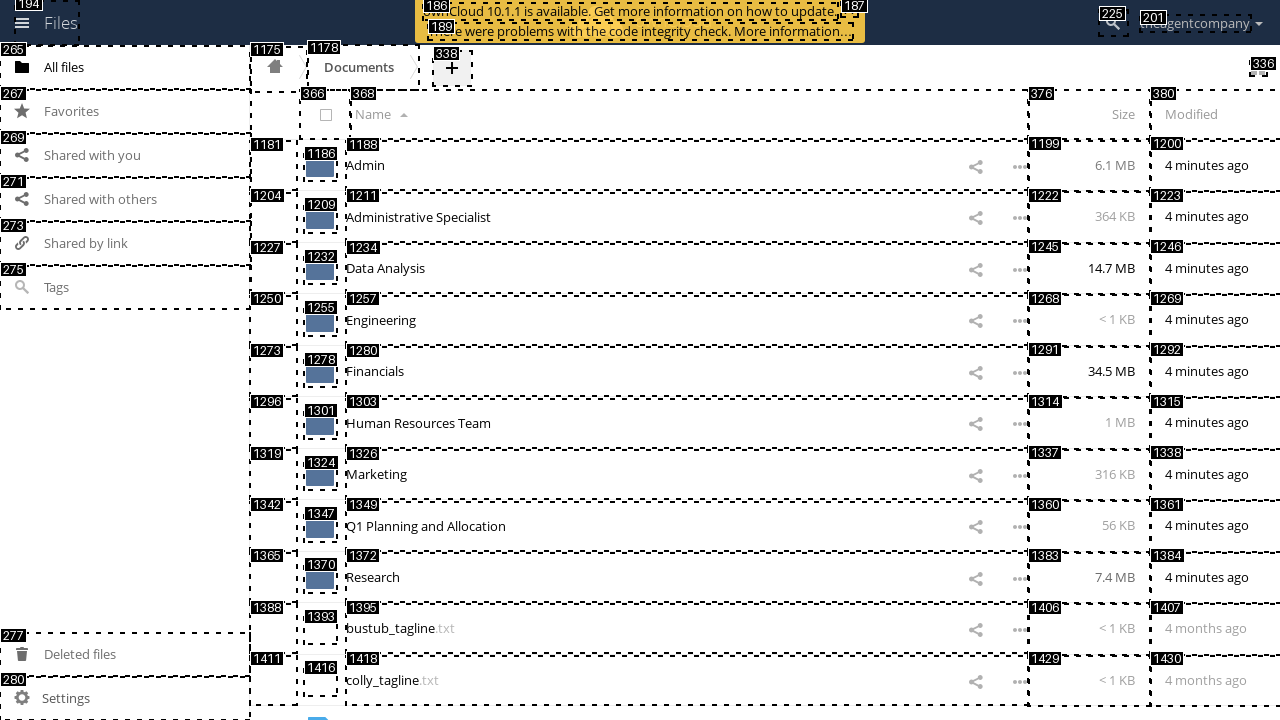 194
Files
186
ownCloud 10.1.1 is available. Get more information on how to update.
187
189
There were problems with the code integrity check. More information…
225
201
theagentcompany
265
All files
267
Favorites
269
Shared with you
271
Shared with others
273
Shared by link
275
Tags
277
Deleted files
280
Settings
1175
1178
Documents
338
+
336
366
368
Name
376
Size
380
Modified
1181
1186
1188
Admin
1199
6.1 MB
1200
4 minutes ago
1204
1209
1211
Administrative Specialist
1222
364 KB
1223
4 minutes ago
1227
1232
1234
Data Analysis
1245
14.7 MB
1246
4 minutes ago
1250
1255
1257
Engineering
1268
< 1 KB
1269
4 minutes ago
1273
1278
1280
Financials
1291
34.5 MB
1292
4 minutes ago
1296
1301
1303
Human Resources Team
1314
1 MB
1315
4 minutes ago
1319
1324
1326
Marketing
1337
316 KB
1338
4 minutes ago
1342
1347
1349
Q1 Planning and Allocation
1360
56 KB
1361
4 minutes ago
1365
1370
1372
Research
1383
7.4 MB
1384
4 minutes ago
1388
1393
1395
bustub_tagline.txt
1406
< 1 KB
1407
4 months ago
1411
1416
1418
colly_tagline.txt
1429
< 1 KB
1430
4 months ago